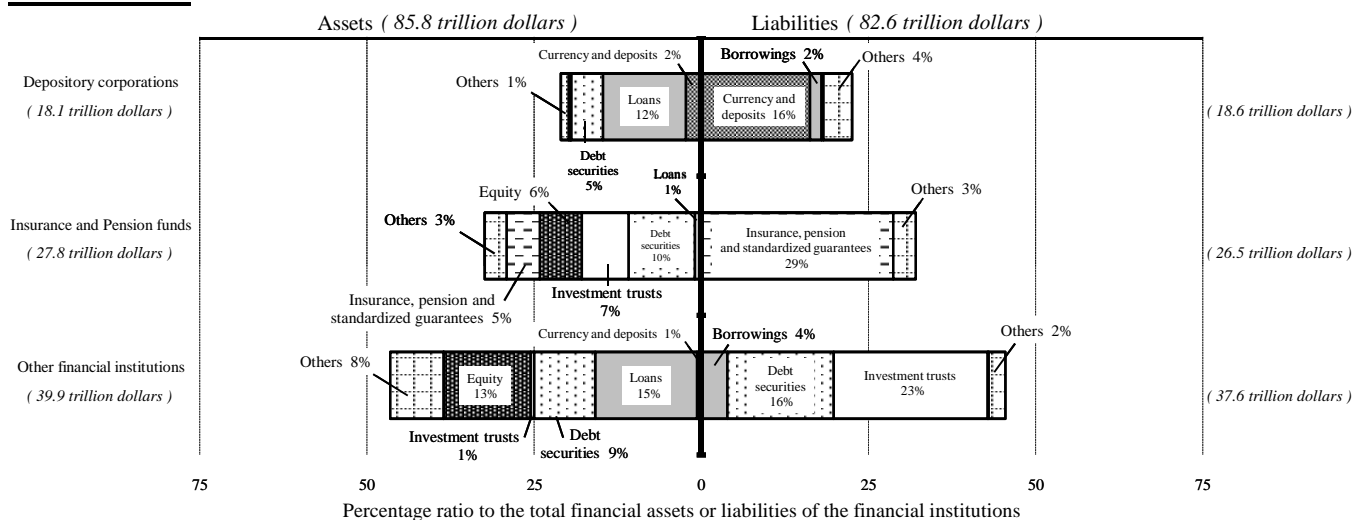 Assets ( 85.8 trillion dollars ) Liabilities ( 82.6 trillion dollars )
Depository corporations
( 18.1 trillion dollars )
Others 1%
Debt
securities
5%
Loans
12%
Currency and deposits 2%
Currency and
deposits 16%
Borrowings 2%
Others 4%
( 18.6 trillion dollars )
Insurance and Pension funds
( 27.8 trillion dollars )
Others 3%
Insurance, pension and
standardized guarantees 5%
Equity 6%
Investment trusts
7%
Debt
securities
10%
Loans
1%
Insurance, pension
and standardized guarantees
29%
Others 3%
( 26.5 trillion dollars )
Other financial institutions
( 39.9 trillion dollars )
Others 8%
Equity
13%
Investment trusts
1%
Debt
securities 9%
Loans
15%
Currency and deposits 1%
Borrowings 4%
Debt
securities
16%
Investment trusts
23%
Others 2%
( 37.6 trillion dollars )
75 50 25 0 25 50 75
Percentage ratio to the total financial assets or liabilities of the financial institutions